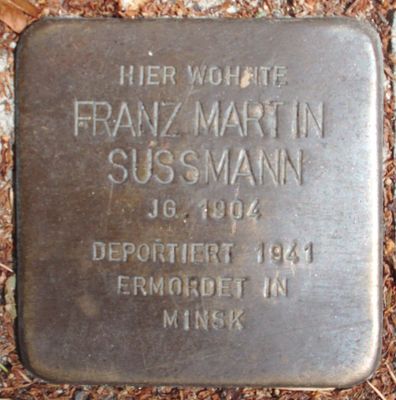 HIER WOHNTE
FRANZ MARTIN
SUSSMANN
JG. 1904
DEPORTIERT 1941
ERMORDET IN
MINSK